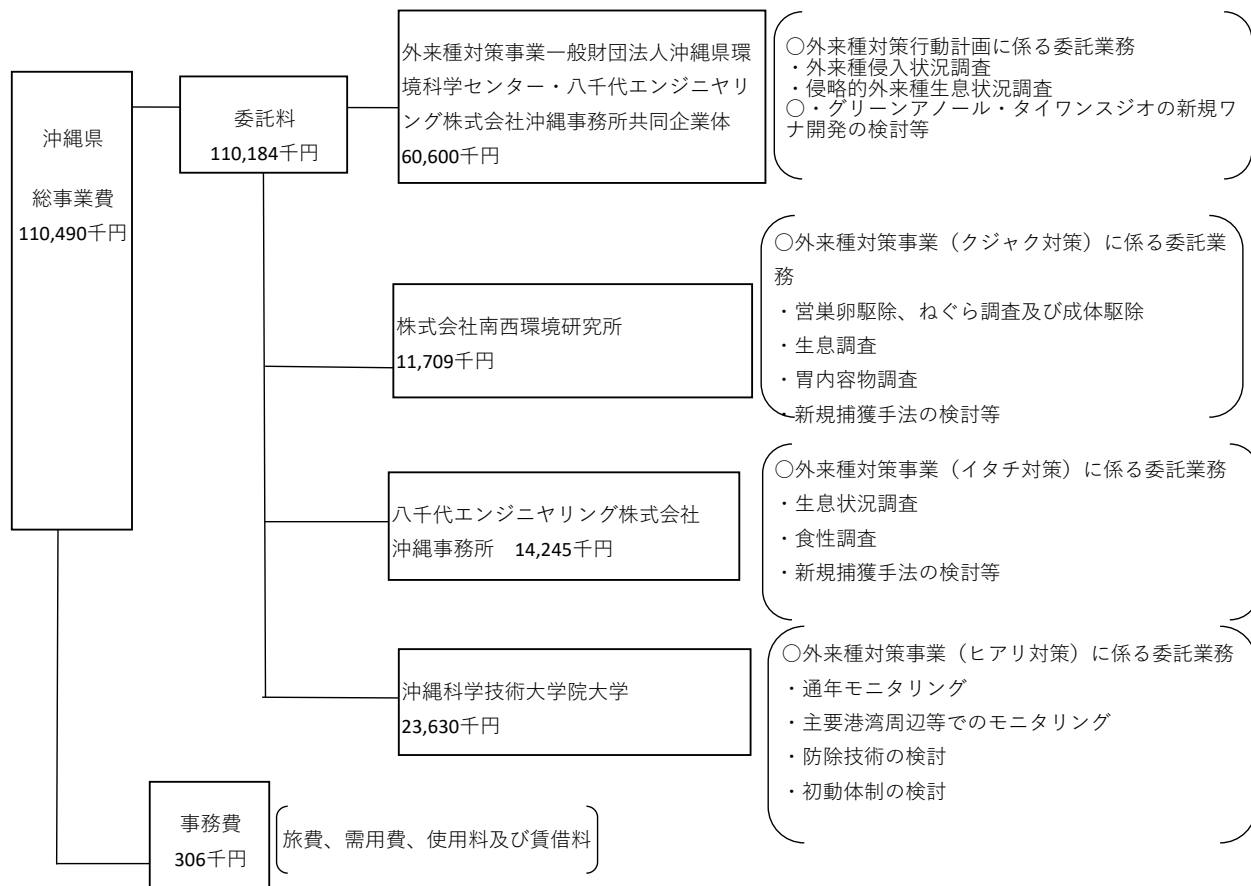 沖縄県
総事業費
110,490千円
委託料
110,184千円
外来種対策事業一般財団法人沖縄県環
境科学センター・八千代エンジニヤリ
ング株式会社沖縄事務所共同企業体
60,600千円
○外来種対策行動計画に係る委託業務
・外来種侵入状況調査
・侵略的外来種生息状況調査
○・グリーンアノール・タイワンスジオの新規ワ
ナ開発の検討等
株式会社南西環境研究所
11,709千円
○外来種対策事業（クジャク対策）に係る委託業
務
・営巣卵駆除、ねぐら調査及び成体駆除
・生息調査
・胃内容物調査
・新規捕獲手法の検討等
八千代エンジニヤリング株式会社
沖縄事務所　14,245千円
○外来種対策事業（イタチ対策）に係る委託業務
・生息状況調査
・食性調査
・新規捕獲手法の検討等
沖縄科学技術大学院大学
23,630千円
○外来種対策事業（ヒアリ対策）に係る委託業務
・通年モニタリング
・主要港湾周辺等でのモニタリング
・防除技術の検討
・初動体制の検討
事務費
306千円
旅費、需用費、使用料及び賃借料